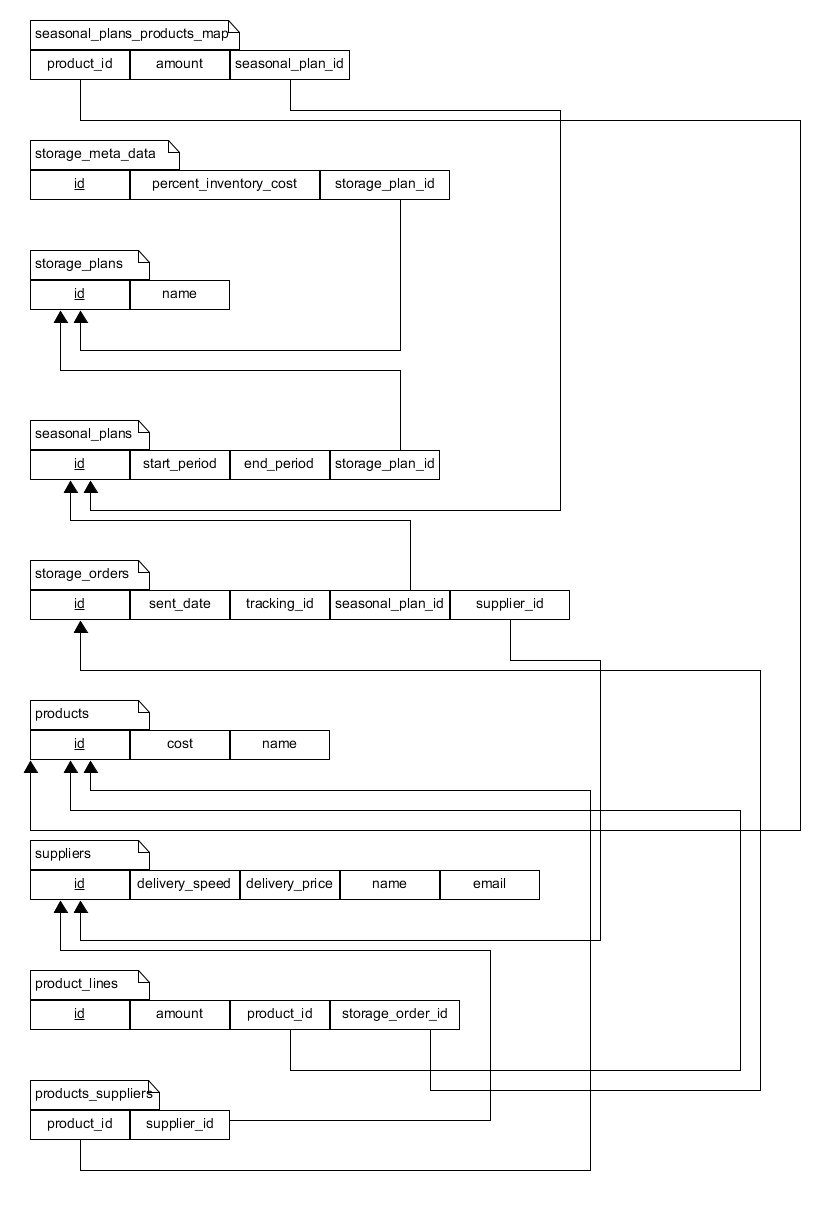 seasonal_plans_products_map
product_id amount seasonal_plan_id
storage_meta_data
id percent_inventory_cost storage_plan_id
storage_plans
id name
seasonal_plans
id start_period end_period storage_plan_id
storage_orders
id sent_date tracking_id seasonal_plan_id supplier_id
products
id cost name
suppliers
id delivery_speed delivery_price name email
product_lines
id amount product_id storage_order_id
products_suppliers
product_id supplier_id